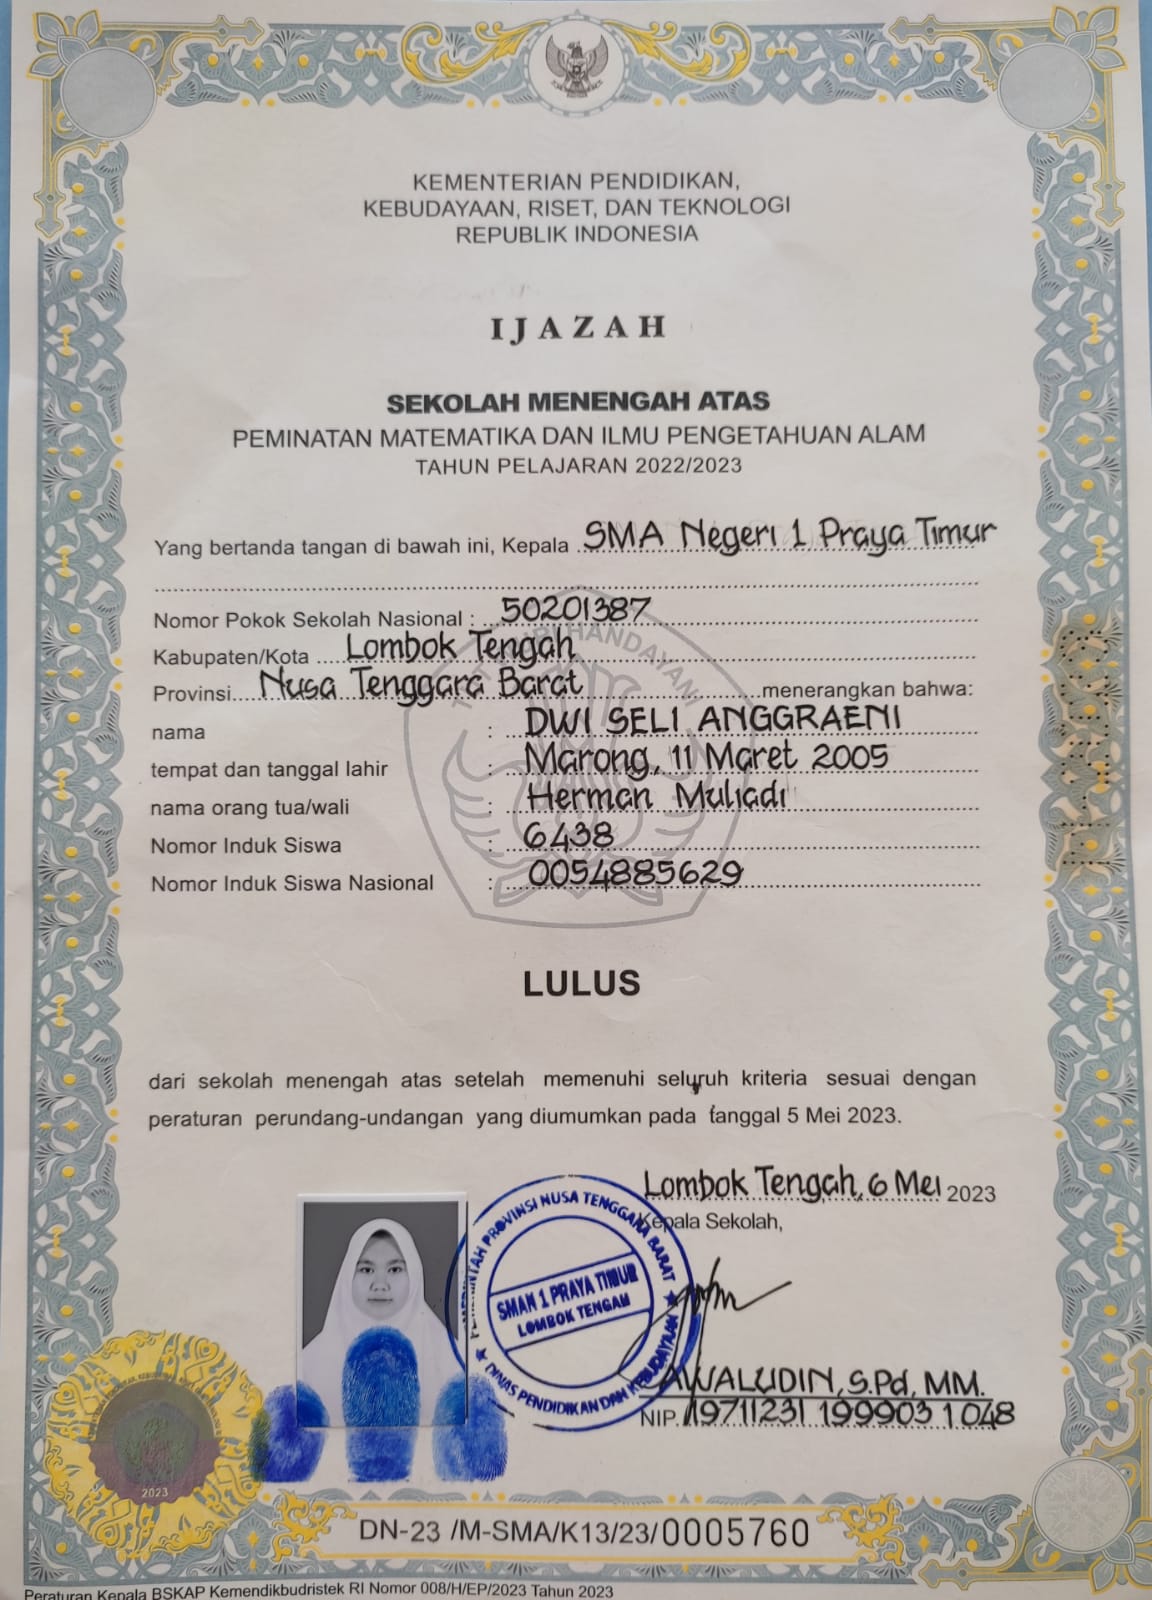 KEMENTERIAN PENDIDIKAN,
KEBUDAYAAN, RISET, DAN TEKNOLOGI
REPUBLIK INDONESIA
IJAZAH
SEKOLAH MENENGAH ATAS
PEMINATAN MATEMATIKA DAN ILMU PENGETAHUAN ALAM
TAHUN PELAJARAN 2022/2023
Yang bertanda tangan di bawah ini, Kepala SMA Negeri 1 Praya Timur
Nomor Pokok Sekolah Nasional : 50201387
Kabupaten/Kota Lombok Tengah
Provinsi Nusa Tenggara Barat menerangkan bahwa:
nama : DWI SELI ANGGRAENI
tempat dan tanggal lahir : Marong, 11 Maret 2005
nama orang tua/wali : Herman Muliadi
Nomor Induk Siswa : 6438
Nomor Induk Siswa Nasional : 0054885629
LULUS
dari sekolah menengah atas setelah memenuhi seluruh kriteria sesuai dengan
peraturan perundang-undangan yang diumumkan pada tanggal 5 Mei 2023.
Lombok Tengah, 6 Mei 2023
Kepala Sekolah,
PROVINSI NUSA TENGGARA BARAT
SMAN 1 PRAYA TIMUR
LOMBOK TENGAH
DINAS PENDIDIKAN DAN KEBUDAYAAN
AWALUDIN, S.Pd, MM.
NIP. 19711231 199903 1 048
2023
DN-23 /M-SMA/K13/23/0005760
Peraturan Kepala BSKAP Kemendikbudristek RI Nomor 008/H/EP/2023 Tahun 2023